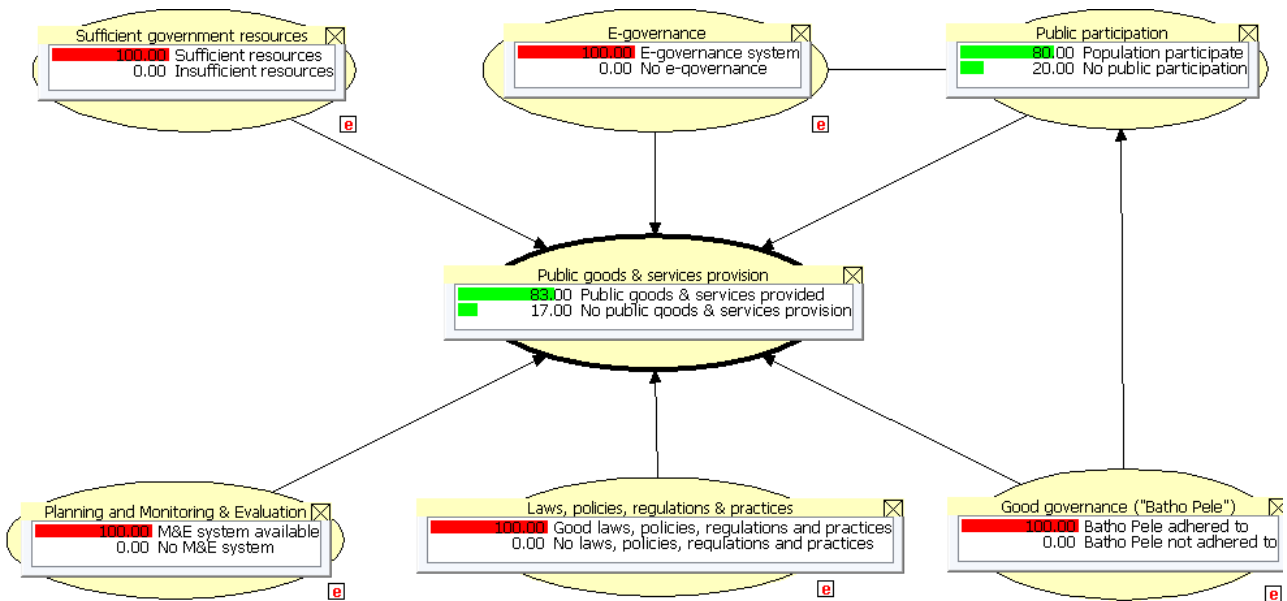 Sufficient government resources
100.00 Sufficient resources
0.00 Insufficient resources
e
E-governance
100.00 E-governance system
0.00 No e-governance
e
Public participation
80.00 Population participate
20.00 No public participation
Public goods & services provision
83.00 Public goods & services provided
17.00 No public goods & services provision
Planning and Monitoring & Evaluation
100.00 M&E system available
0.00 No M&E system
e
Laws, policies, regulations & practices
100.00 Good laws, policies, regulations and practices
0.00 No laws, policies, regulations and practices
e
Good governance ("Batho Pele")
100.00 Batho Pele adhered to
0.00 Batho Pele not adhered to
e